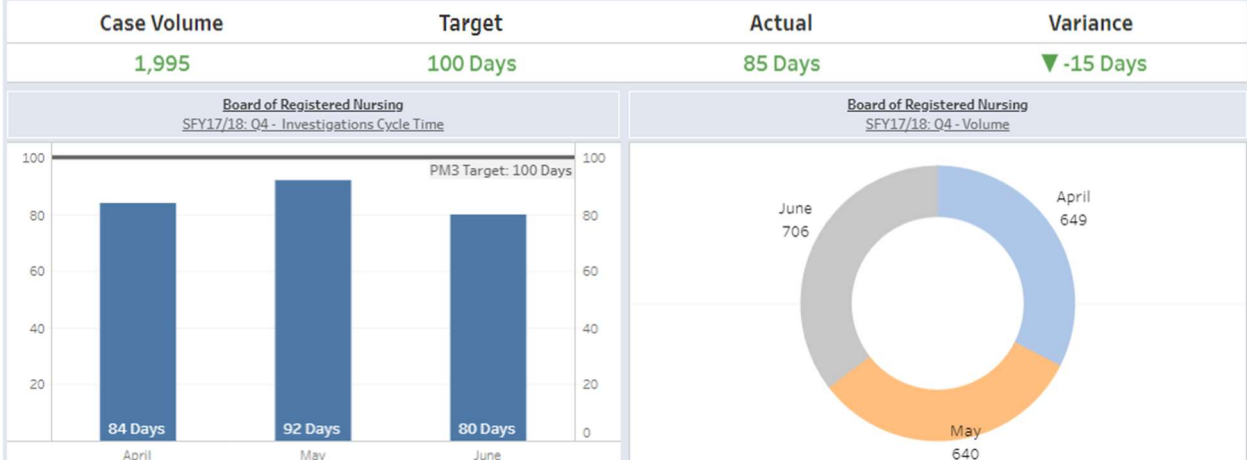 Case Volume Target Actual Variance
1,995 100 Days 85 Days ▼ -15 Days
Board of Registered Nursing
SFY17/18: Q4 - Investigations Cycle Time
100
80
60
40
20
PM3 Target: 100 Days
84 Days
92 Days
80 Days
100
80
60
40
20
0
April
May
June
Board of Registered Nursing
SFY17/18: Q4 - Volume
June
706
April
649
May
640